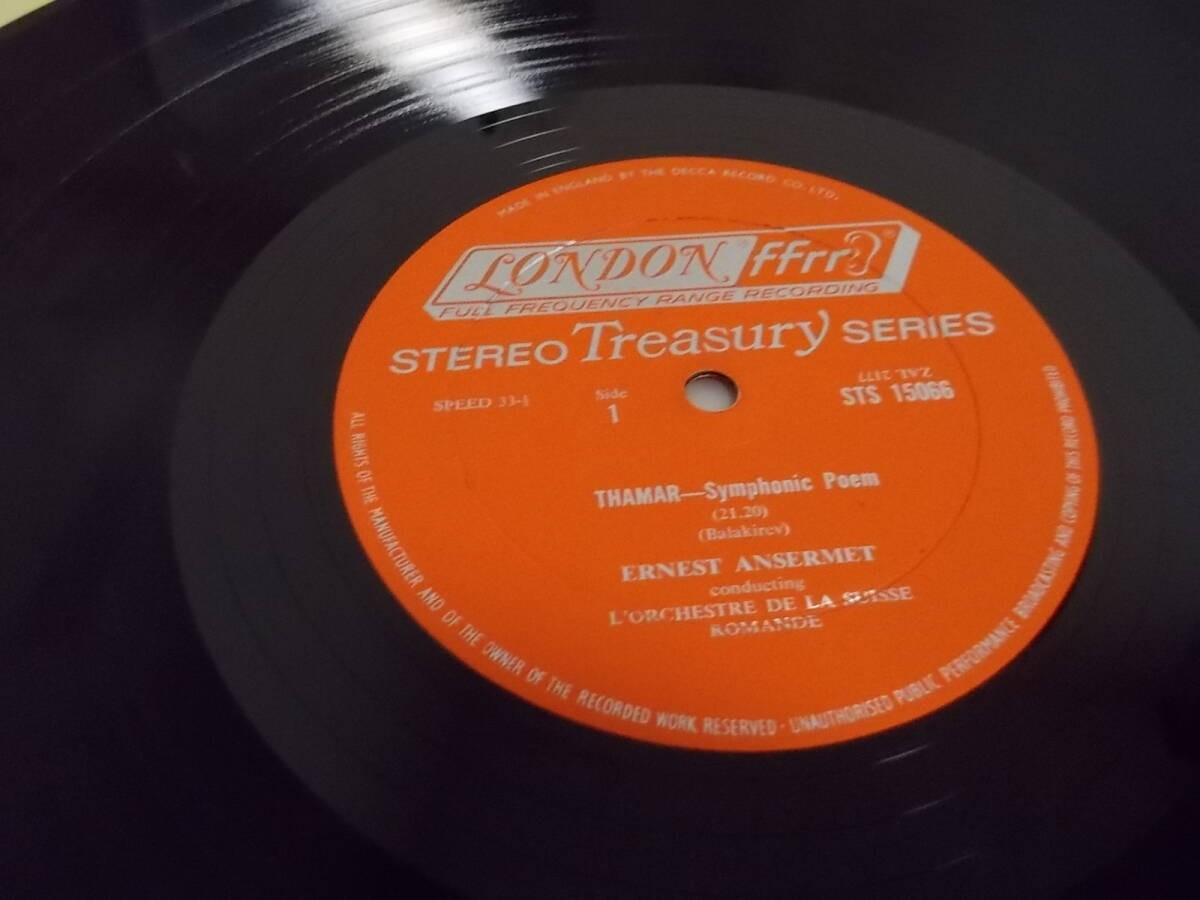 MADE IN ENGLAND BY THE DECCA RECORD CO. LTD.
LONDON® ffrr®
FULL FREQUENCY RANGE RECORDING
STEREO Treasury SERIES
ZAL 2177
SPEED 33-⅓ Side STS 15066
1
THAMAR—Symphonic Poem
(21.20)
(Balakirev)
ERNEST ANSERMET
conducting
L'ORCHESTRE DE LA SUISSE
ROMANDE
ALL RIGHTS OF THE MANUFACTURER AND OF THE OWNER OF THE RECORDED WORK RESERVED · UNAUTHORISED PUBLIC PERFORMANCE BROADCASTING AND COPYING OF THIS RECORD PROHIBITED